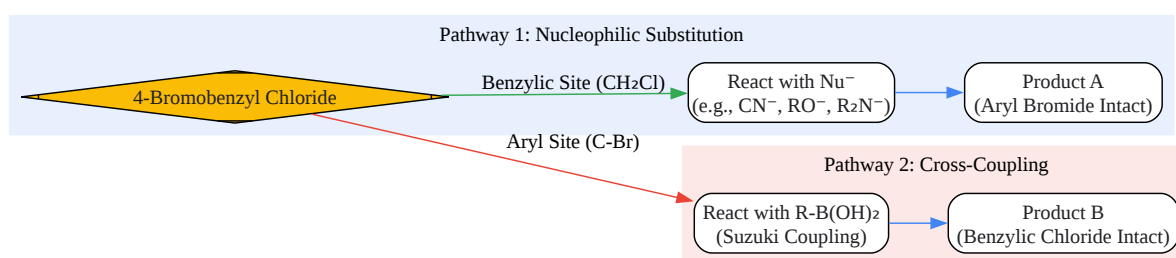 Pathway 1: Nucleophilic Substitution
4-Bromobenzyl Chloride
Benzylic Site (CH₂Cl)
React with Nu⁻
(e.g., CN⁻, RO⁻, R₂N⁻)
Product A
(Aryl Bromide Intact)
Aryl Site (C-Br)
Pathway 2: Cross-Coupling
React with R-B(OH)₂
(Suzuki Coupling)
Product B
(Benzylic Chloride Intact)